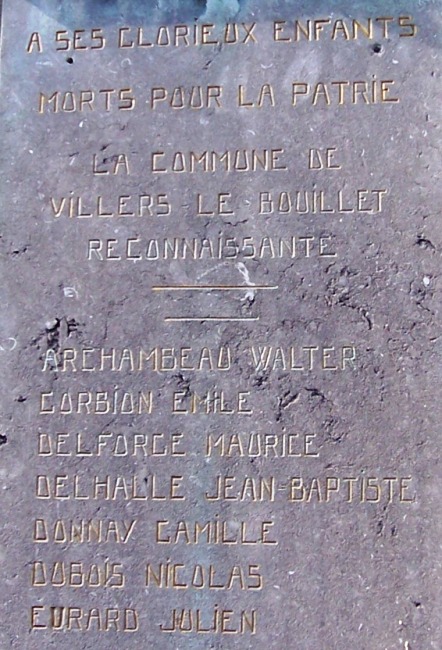 A SES GLORIEUX ENFANTS
MORTS POUR LA PATRIE
LA COMMUNE DE
VILLERS LE BOUILLET
RECONNAISSANTE
ARCHAMBEAU WALTER
CORBION EMILE
DELFORGE MAURICE
DELHALLE JEAN-BAPTISTE
DONNAY CAMILLE
DUBOIS NICOLAS
EVRARD JULIEN